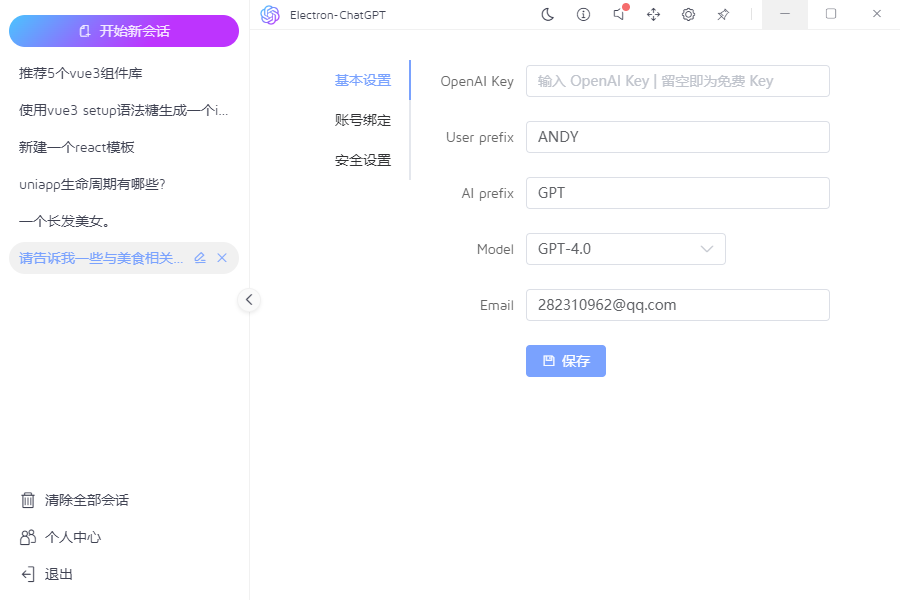 开始新会话
推荐5个vue3组件库
使用vue3 setup语法糖生成一个i...
新建一个react模板
uniapp生命周期有哪些?
一个长发美女。
请告诉我一些与美食相关...
清除全部会话
个人中心
退出
Electron-ChatGPT
基本设置
账号绑定
安全设置
OpenAI Key 输入 OpenAI Key | 留空即为免费 Key
User prefix ANDY
AI prefix GPT
Model GPT-4.0
Email 282310962@qq.com
保存